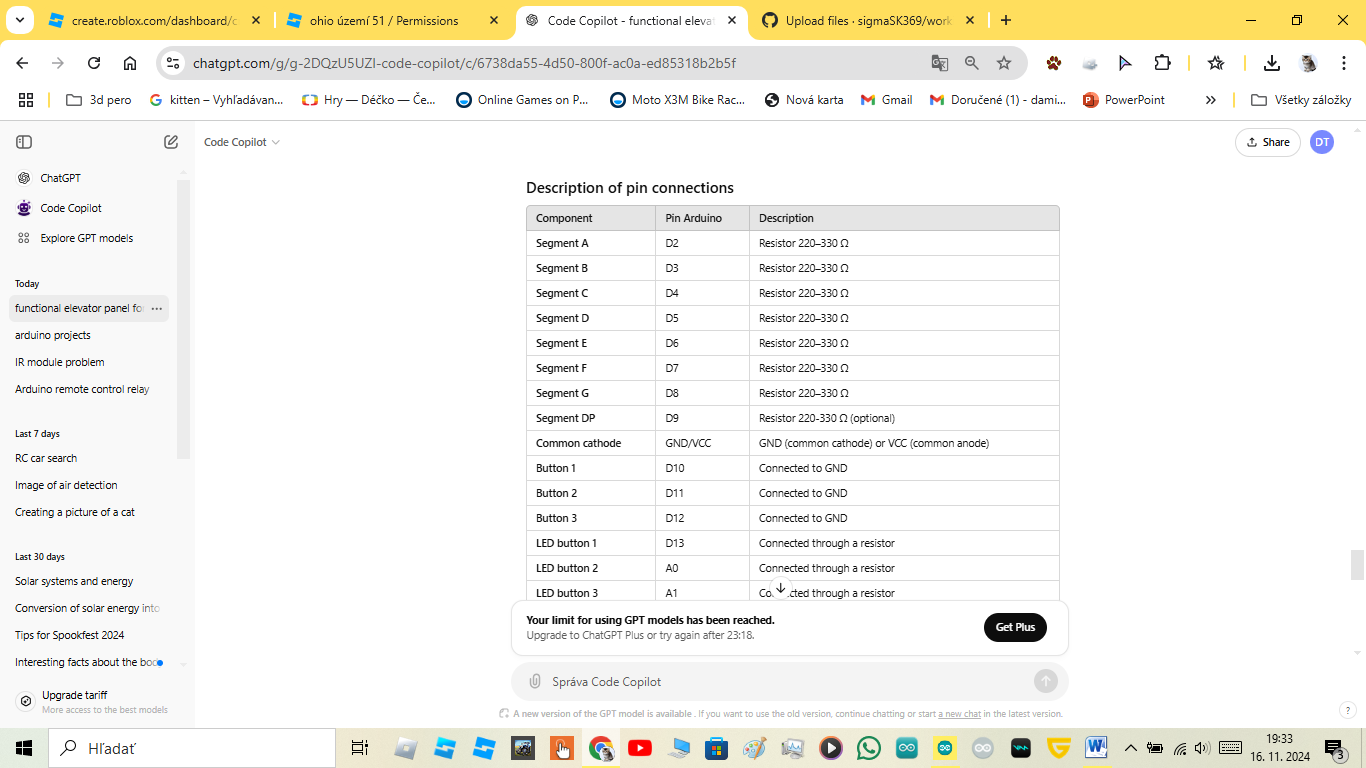 create.roblox.com/dashboard/c
ohio území 51 / Permissions
Code Copilot - functional eleva
Upload files · sigmaSK369/work
chatgpt.com/g/g-2DQzU5UZl-code-copilot/c/6738da55-4d50-800f-ac0a-ed85318b2b5f
3d pero
kitten – Vyhľadávan...
Hry — Déčko — Če...
Online Games on P...
Moto X3M Bike Rac...
Nová karta
Gmail
Doručené (1) - dami...
PowerPoint
Všetky záložky
Code Copilot
Share
DT
ChatGPT
Code Copilot
Explore GPT models
Today
functional elevator panel for
arduino projects
IR module problem
Arduino remote control relay
Last 7 days
RC car search
Image of air detection
Creating a picture of a cat
Last 30 days
Solar systems and energy
Conversion of solar energy into
Tips for Spookfest 2024
Interesting facts about the boc
Upgrade tariff
More access to the best models
Description of pin connections
Component Pin Arduino Description
Segment A D2 Resistor 220–330 Ω
Segment B D3 Resistor 220–330 Ω
Segment C D4 Resistor 220–330 Ω
Segment D D5 Resistor 220–330 Ω
Segment E D6 Resistor 220–330 Ω
Segment F D7 Resistor 220–330 Ω
Segment G D8 Resistor 220–330 Ω
Segment DP D9 Resistor 220-330 Ω (optional)
Common cathode GND/VCC GND (common cathode) or VCC (common anode)
Button 1 D10 Connected to GND
Button 2 D11 Connected to GND
Button 3 D12 Connected to GND
LED button 1 D13 Connected through a resistor
LED button 2 A0 Connected through a resistor
LED button 3 A1 Co cted through a resistor
Your limit for using GPT models has been reached.
Upgrade to ChatGPT Plus or try again after 23:18.
Get Plus
Správa Code Copilot
A new version of the GPT model is available . If you want to use the old version, continue chatting or start a new chat in the latest version.
?
Hľadať
19:33
16. 11. 2024
3